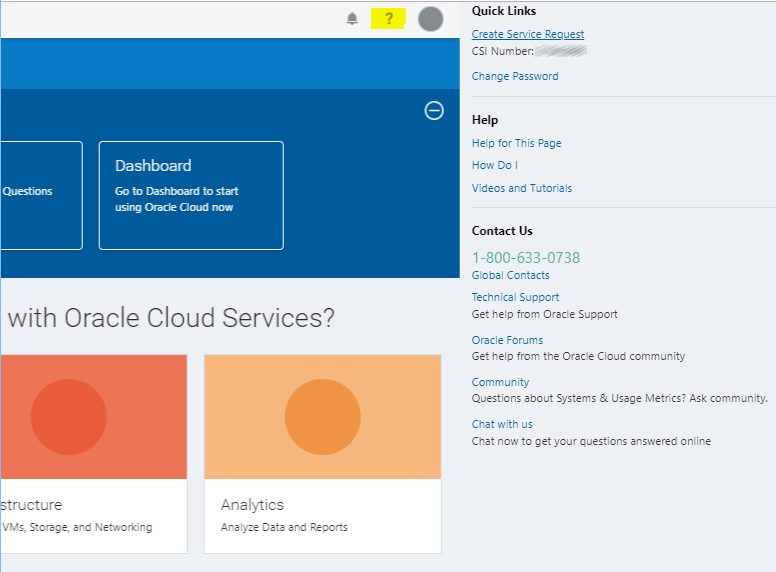 ?
Questions
Dashboard
Go to Dashboard to start
using Oracle Cloud now
with Oracle Cloud Services?
structure
VMs, Storage, and Networking
Analytics
Analyze Data and Reports
Quick Links
Create Service Request
CSI Number:
Change Password
Help
Help for This Page
How Do I
Videos and Tutorials
Contact Us
1-800-633-0738
Global Contacts
Technical Support
Get help from Oracle Support
Oracle Forums
Get help from the Oracle Cloud community
Community
Questions about Systems & Usage Metrics? Ask community.
Chat with us
Chat now to get your questions answered online